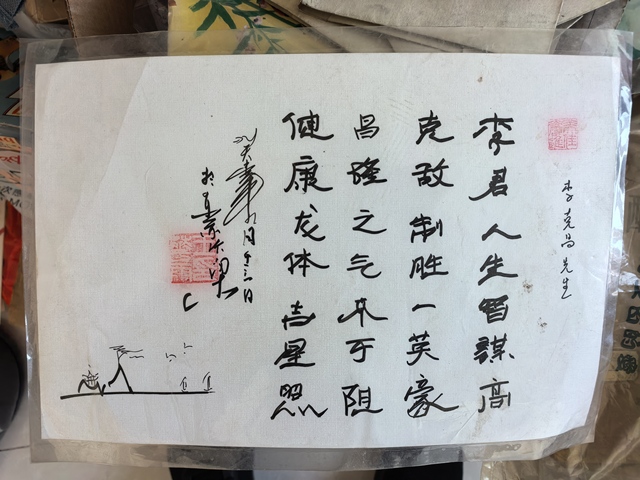 李克昌先生
李君人生智谋高
克敌制胜一英豪
昌隆之气不可阻
健康龙体吉星照